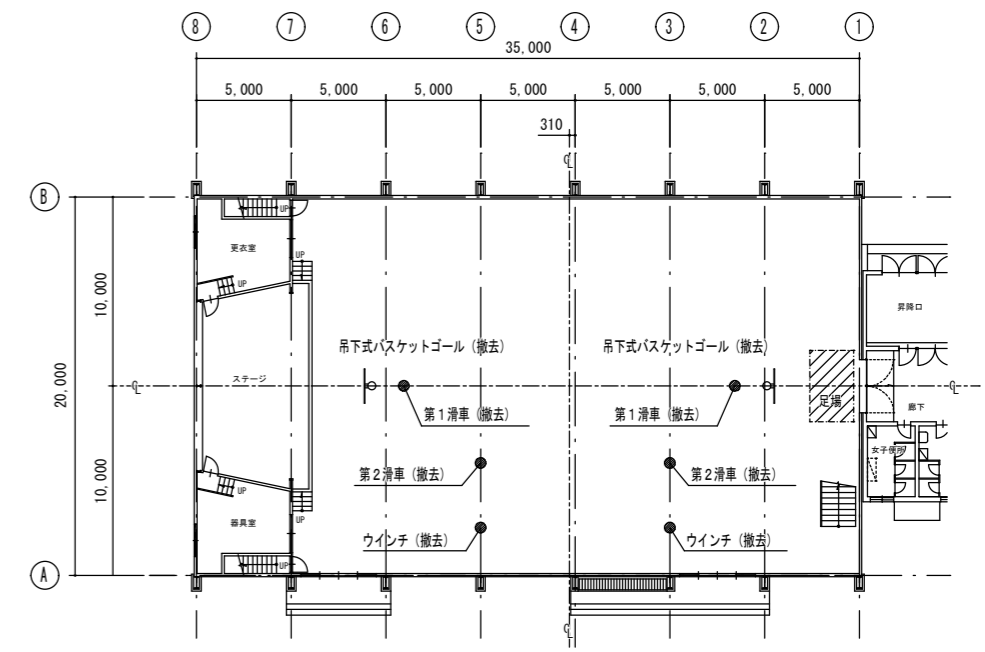 8 7 6 5 4 3 2 1
35,000
5,000 5,000 5,000 5,000 5,000 5,000 5,000
310
CL
B
UP
更衣室
UP
UP
10,000
昇降口
吊下式バスケットゴール（撤去） 吊下式バスケットゴール（撤去）
20,000
CL
ステージ
CL
足場
廊下
第１滑車（撤去） 第１滑車（撤去）
女子便所
10,000
第２滑車（撤去） 第２滑車（撤去）
UP
器具室
UP
ウインチ（撤去） ウインチ（撤去）
UP
A
CL